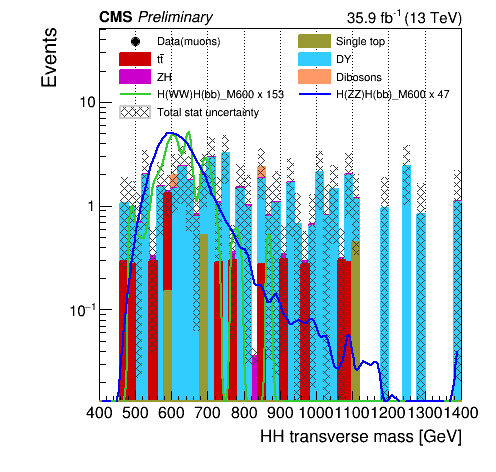 CMS Preliminary 35.9 fb⁻¹ (13 TeV)
Events
Data(muons) Single top
tt̄ DY
ZH Dibosons
H(WW)H(bb)_M600 x 153 H(ZZ)H(bb)_M600 x 47
Total stat uncertainty
10
1
10⁻¹
400 500 600 700 800 900 1000 1100 1200 1300 1400
HH transverse mass [GeV]